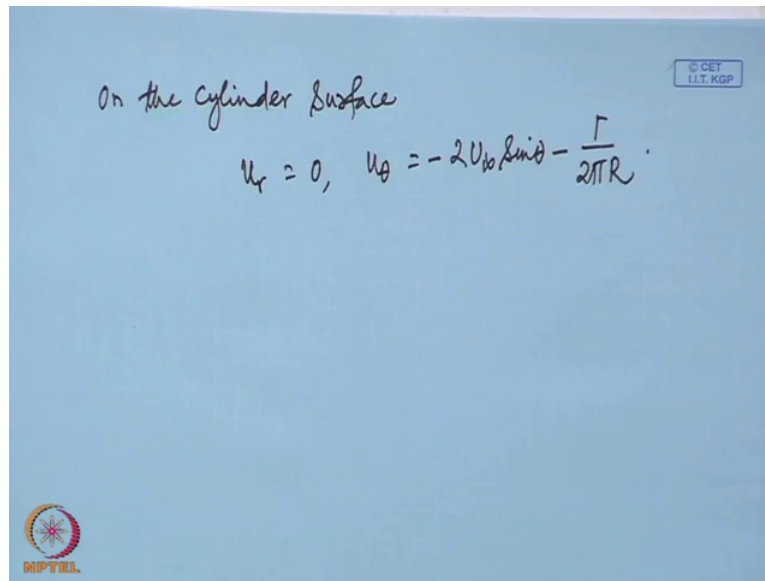 © CET
I.I.T. KGP
On the Cylinder Surface
u_r = 0, u_θ = -2U_∞ Sinθ - Γ/2πR.
NPTEL